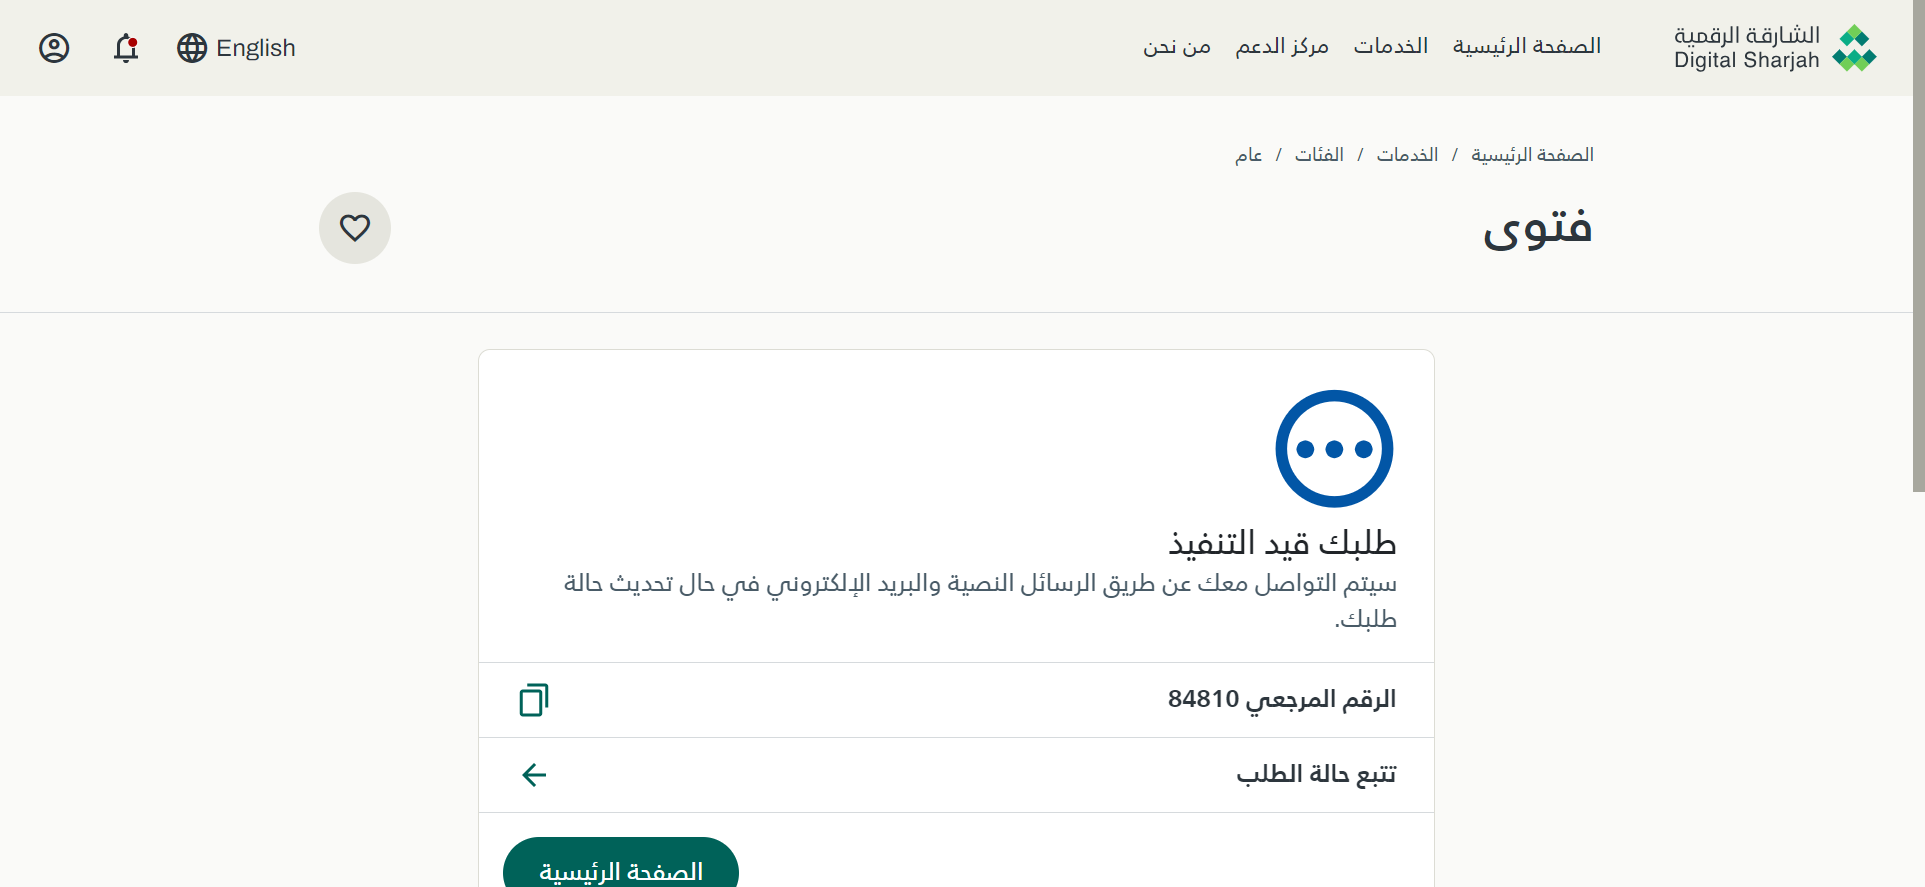 الشارقة الرقمية
Digital Sharjah
الصفحة الرئيسية
الخدمات
مركز الدعم
من نحن
English
الصفحة الرئيسية / الخدمات / الفئات / عام
فتوى
طلبك قيد التنفيذ
سيتم التواصل معك عن طريق الرسائل النصية والبريد الإلكتروني في حال تحديث حالة
طلبك.
الرقم المرجعي 84810
تتبع حالة الطلب
الصفحة الرئيسية